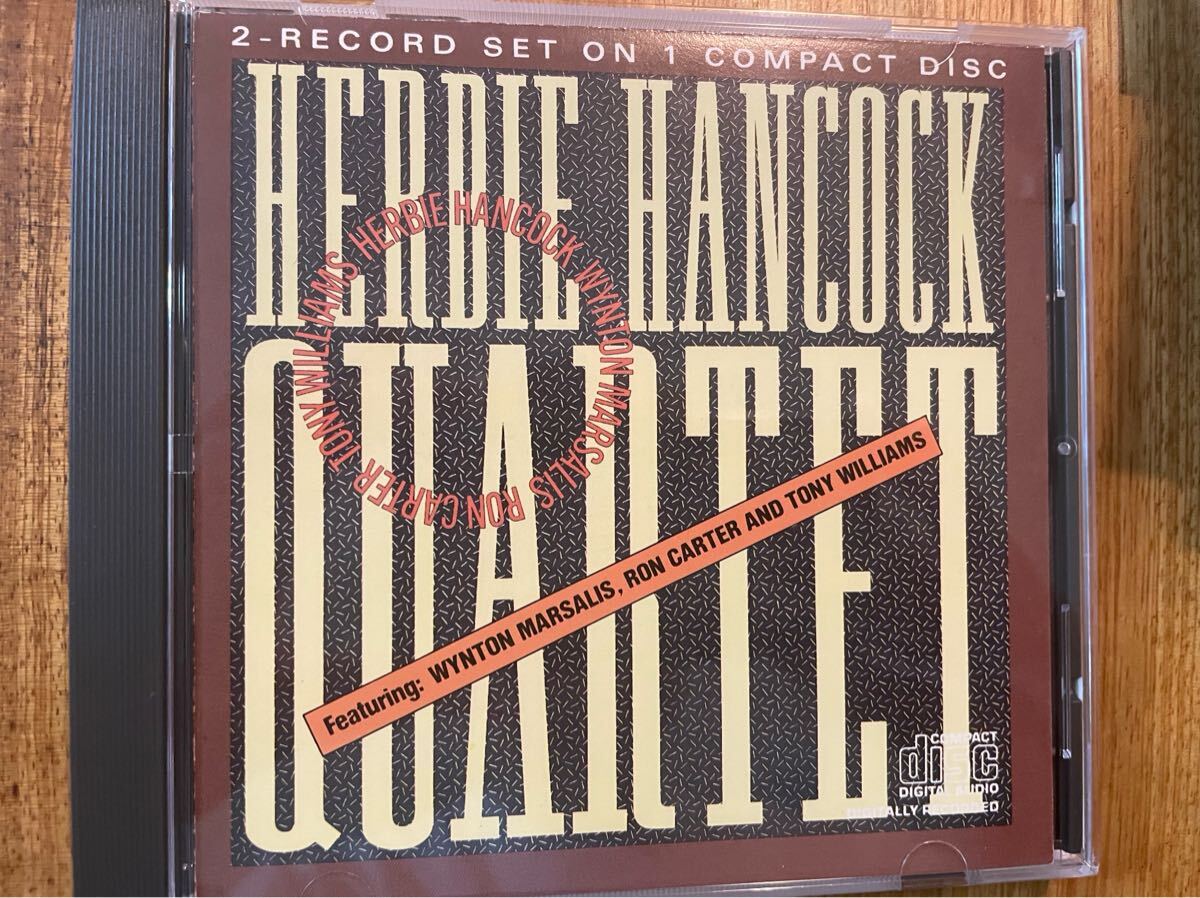 2-RECORD SET ON 1 COMPACT DISC
HERBIE HANCOCK
QUARTET
HERBIE HANCOCK WYNTON MARSALIS RON CARTER TONY WILLIAMS
Featuring: WYNTON MARSALIS, RON CARTER AND TONY WILLIAMS
COMPACT
disc
DIGITAL AUDIO
DIGITALLY RECORDED